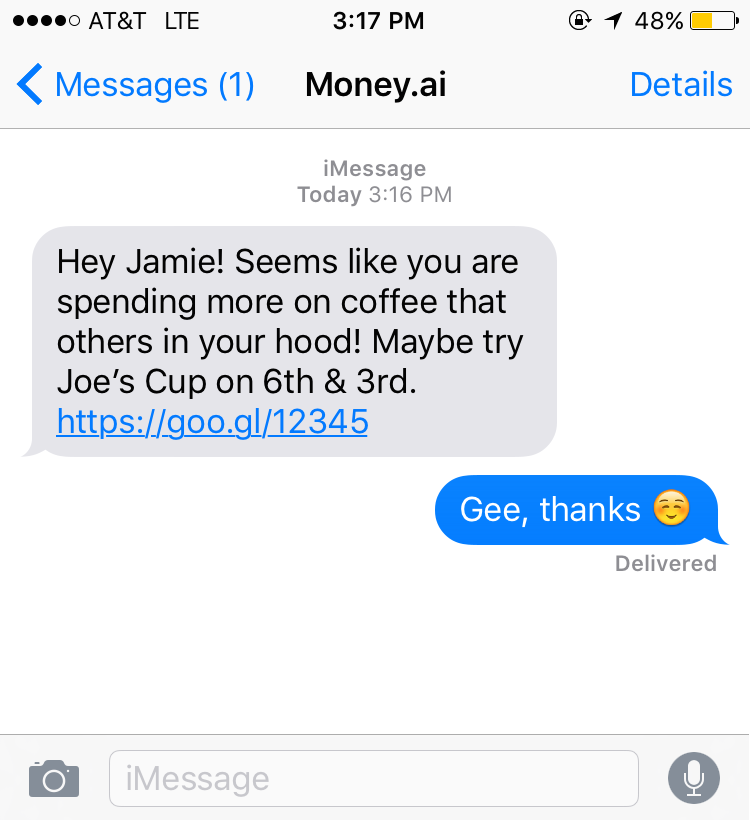 AT&T LTE 3:17 PM 48%
Messages (1) Money.ai Details
iMessage
Today 3:16 PM
Hey Jamie! Seems like you are
spending more on coffee that
others in your hood! Maybe try
Joe’s Cup on 6th & 3rd.
https://goo.gl/12345
Gee, thanks ☺️
Delivered
iMessage